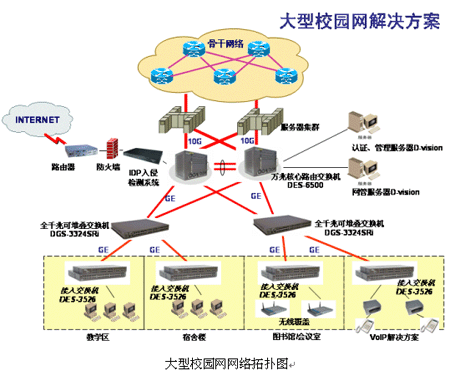 大型校园网解决方案
骨干网络
INTERNET
服务器集群
10G
10G
路由器
防火墙
IDP入侵
检测系统
万兆核心路由交换机
DES-6500
认证、管理服务器D-vision
网管服务器D-vision
GE
GE
全千兆可堆叠交换机
DGS-3324SRi
全千兆可堆叠交换机
DGS-3324SRi
GE
GE
GE
GE
接入交换机
DES-3526
接入交换机
DES-3526
接入交换机
DES-3526
接入交换机
DES-3526
无线覆盖
教学区
宿舍楼
图书馆/会议室
VoIP解决方案
大型校园网网络拓扑图